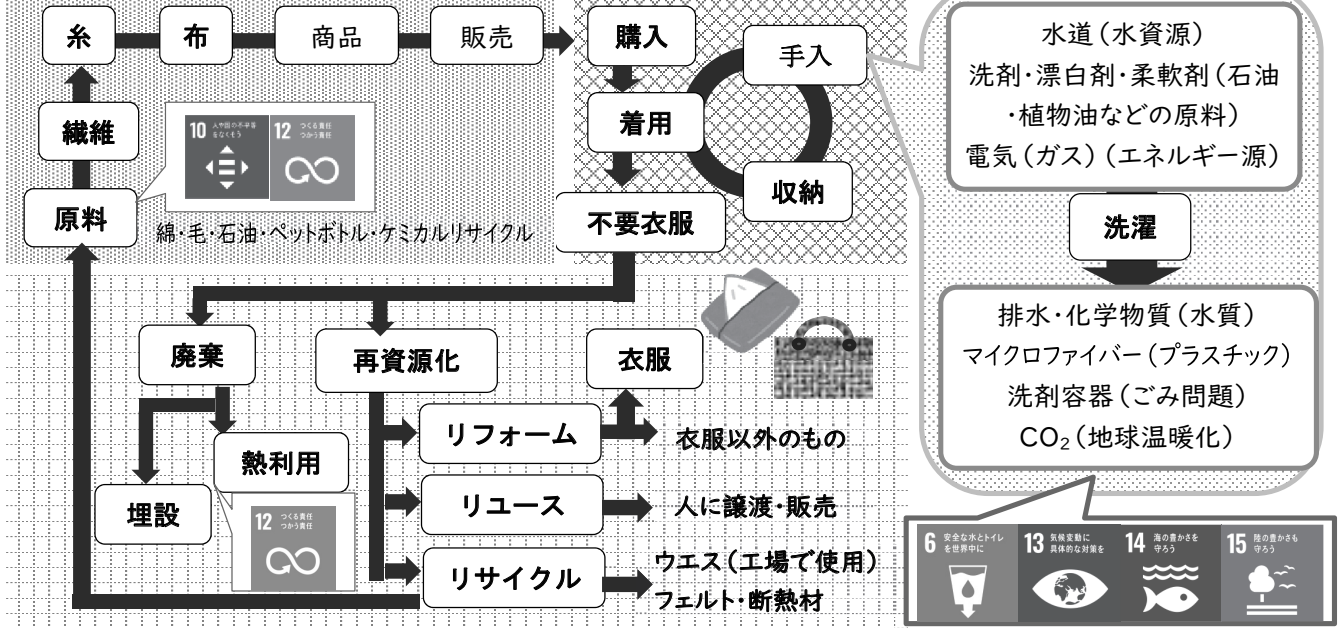 糸
布
商品
販売
購入
手入
繊維
着用
収納
原料
10 人や国の不平等
をなくそう
12 つくる責任
つかう責任
綿・毛・石油・ペットボトル・ケミカルリサイクル
不要衣服
水道(水資源)
洗剤・漂白剤・柔軟剤(石油
・植物油などの原料)
電気(ガス)(エネルギー源)
洗濯
排水・化学物質(水質)
マイクロファイバー(プラスチック)
洗剤容器(ごみ問題)
CO₂(地球温暖化)
廃棄
再資源化
衣服
リフォーム
衣服以外のもの
熱利用
埋設
リユース
人に譲渡・販売
12 つくる責任
つかう責任
リサイクル
ウエス(工場で使用)
フェルト・断熱材
6 安全な水とトイレ
を世界中に
13 気候変動に
具体的な対策を
14 海の豊かさを
守ろう
15 陸の豊かさも
守ろう